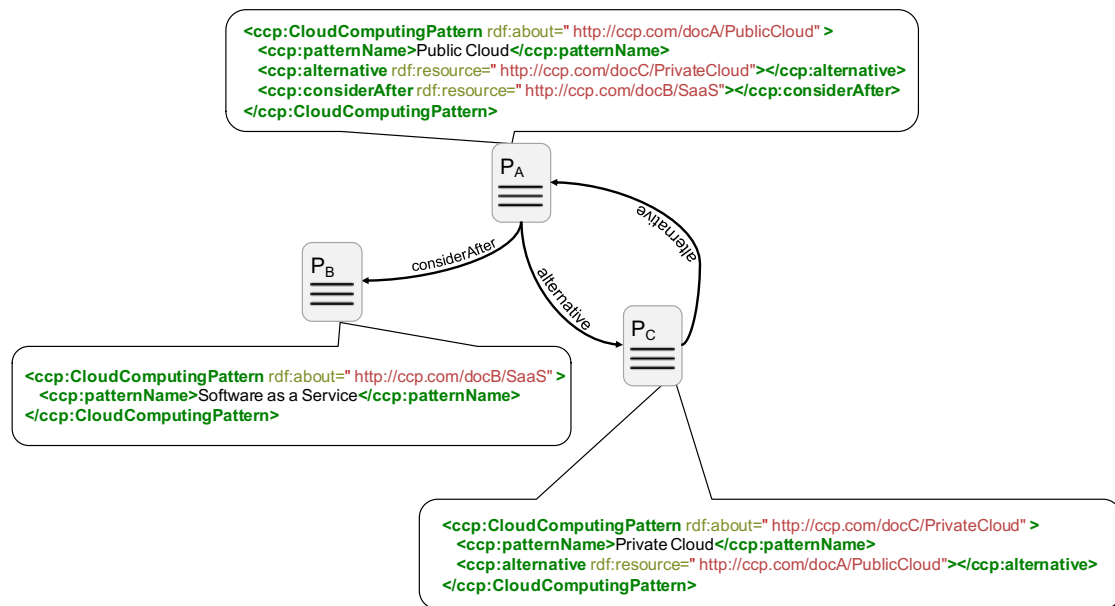 <ccp:CloudComputingPattern rdf:about=" http://ccp.com/docA/PublicCloud" >
<ccp:patternName>Public Cloud</ccp:patternName>
<ccp:alternative rdf:resource=" http://ccp.com/docC/PrivateCloud"></ccp:alternative>
<ccp:considerAfter rdf:resource=" http://ccp.com/docB/SaaS"></ccp:considerAfter>
</ccp:CloudComputingPattern>
PA
alternative
considerAfter
PB
alternative
PC
<ccp:CloudComputingPattern rdf:about=" http://ccp.com/docB/SaaS" >
<ccp:patternName>Software as a Service</ccp:patternName>
</ccp:CloudComputingPattern>
<ccp:CloudComputingPattern rdf:about=" http://ccp.com/docC/PrivateCloud" >
<ccp:patternName>Private Cloud</ccp:patternName>
<ccp:alternative rdf:resource=" http://ccp.com/docA/PublicCloud"></ccp:alternative>
</ccp:CloudComputingPattern>